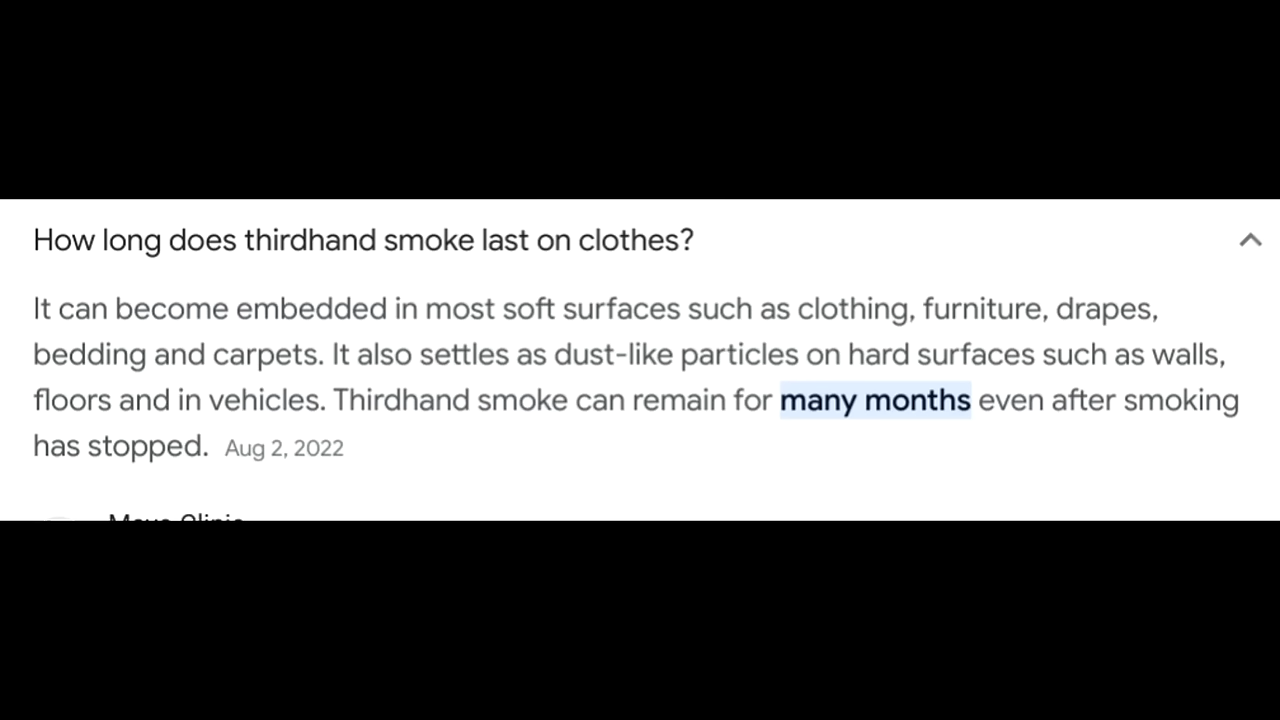 How long does thirdhand smoke last on clothes?
It can become embedded in most soft surfaces such as clothing, furniture, drapes,
bedding and carpets. It also settles as dust-like particles on hard surfaces such as walls,
floors and in vehicles. Thirdhand smoke can remain for many months even after smoking
has stopped. Aug 2, 2022